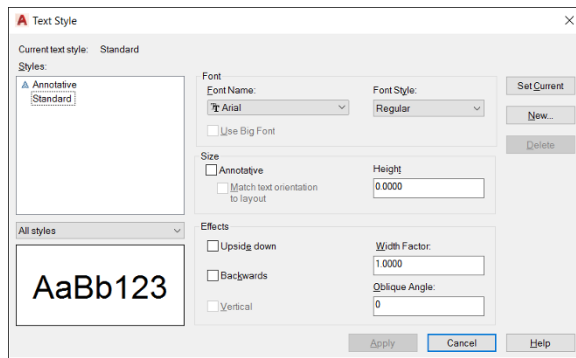 A Text Style
Current text style: Standard
Styles:
Annotative
Standard
All styles
AaBb123
Font
Font Name:
Arial
Font Style:
Regular
Use Big Font
Size
Annotative
Match text orientation
to layout
Height
0.0000
Effects
Upside down
Backwards
Vertical
Width Factor:
1.0000
Oblique Angle:
0
Set Current
New...
Delete
Apply
Cancel
Help